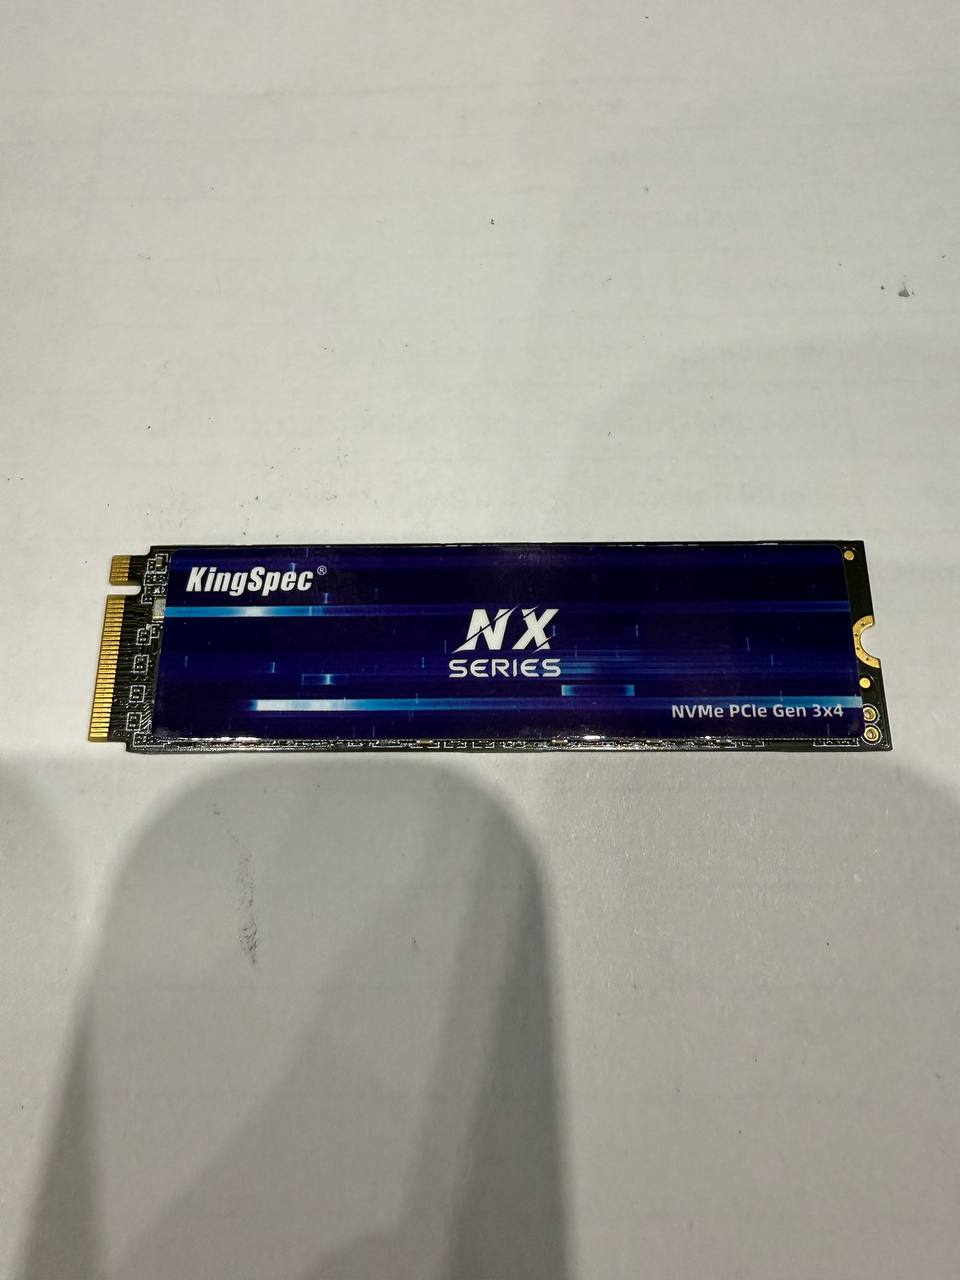 KingSpec®
NX
SERIES
NVMe PCIe Gen 3x4